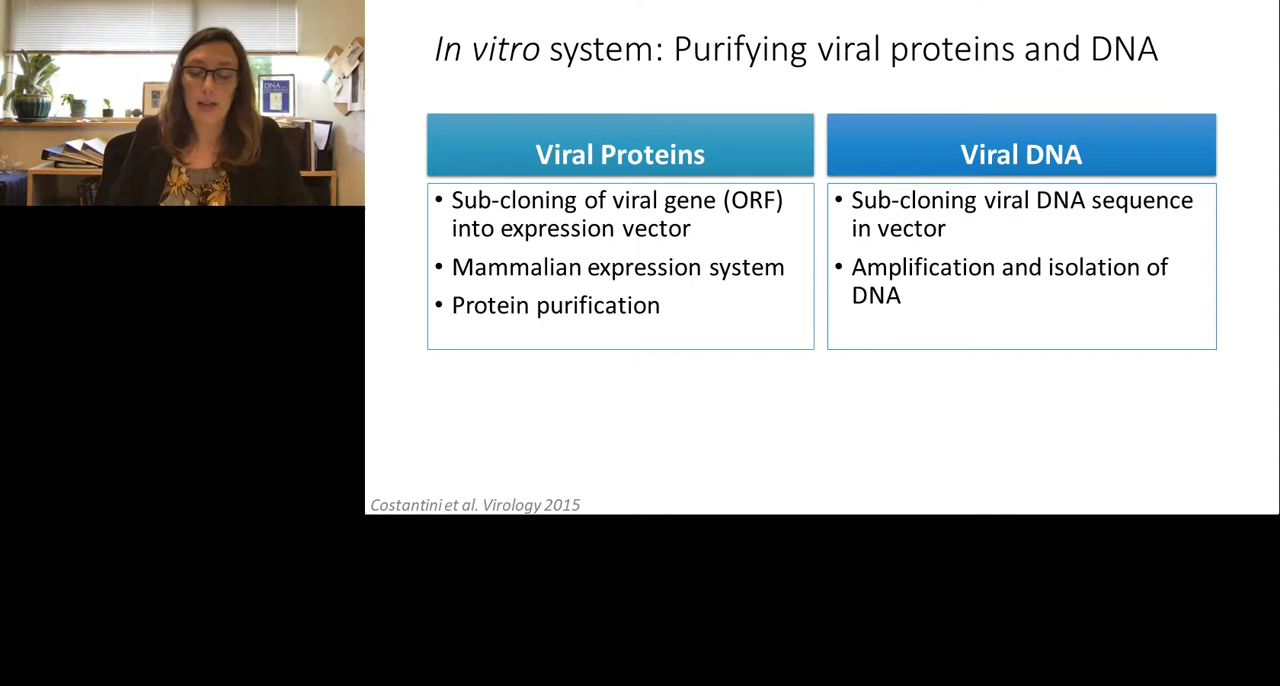 In vitro system: Purifying viral proteins and DNA
Viral Proteins
• Sub-cloning of viral gene (ORF)
into expression vector
• Mammalian expression system
• Protein purification
Viral DNA
• Sub-cloning viral DNA sequence
in vector
• Amplification and isolation of
DNA
Costantini et al. Virology 2015
DNA